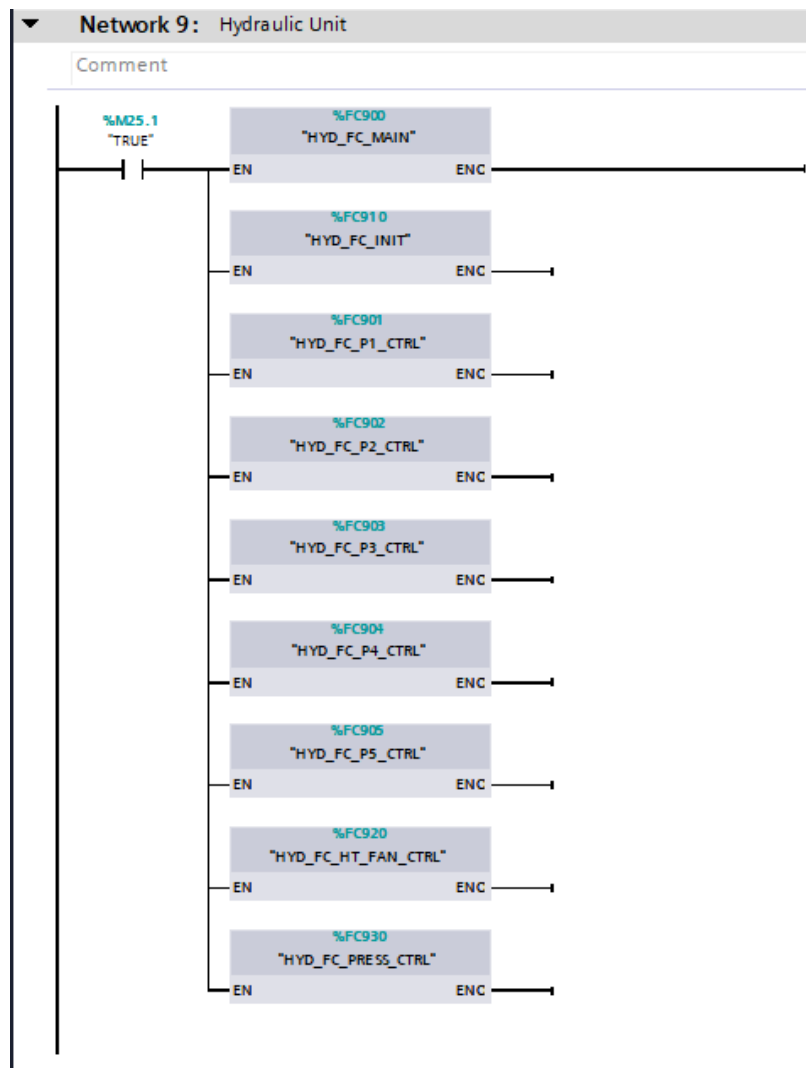 Network 9: Hydraulic Unit
Comment
%M25.1
"TRUE"
%FC900
"HYD_FC_MAIN"
EN ENO
%FC910
"HYD_FC_INIT"
EN ENO
%FC901
"HYD_FC_P1_CTRL"
EN ENO
%FC902
"HYD_FC_P2_CTRL"
EN ENO
%FC903
"HYD_FC_P3_CTRL"
EN ENO
%FC904
"HYD_FC_P4_CTRL"
EN ENO
%FC905
"HYD_FC_P5_CTRL"
EN ENO
%FC920
"HYD_FC_HT_FAN_CTRL"
EN ENO
%FC930
"HYD_FC_PRESS_CTRL"
EN ENO